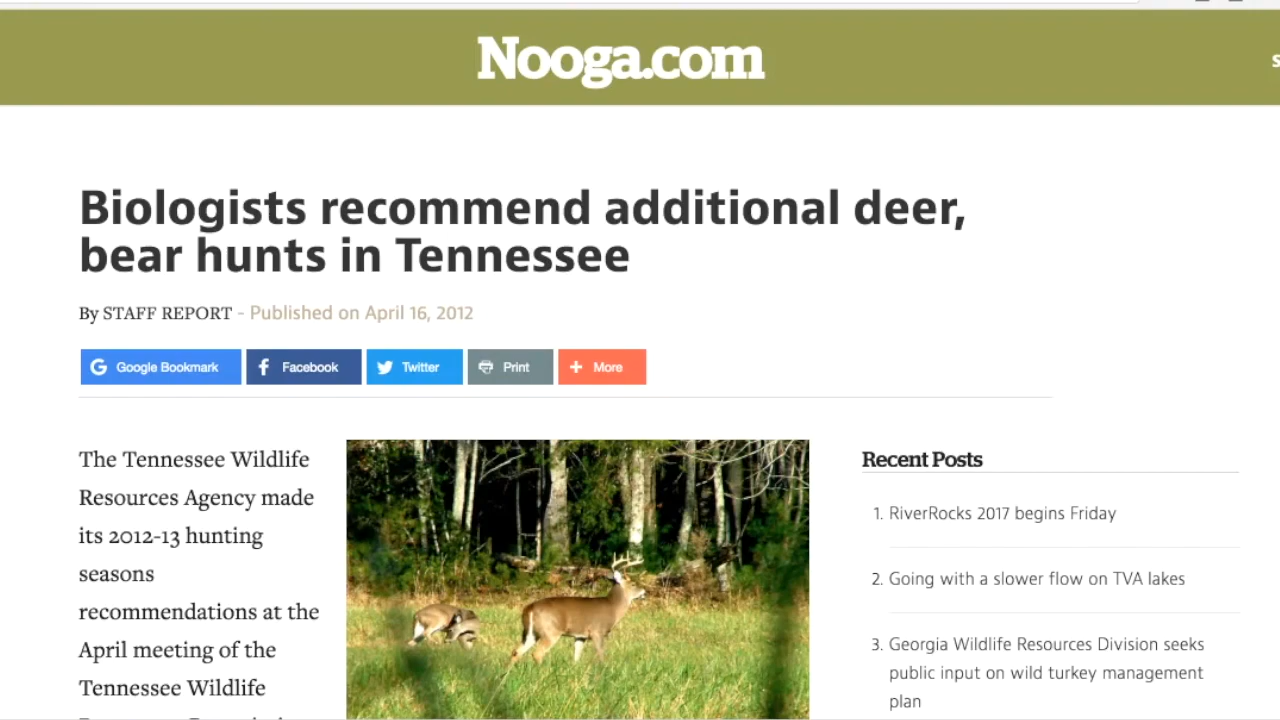 Nooga.com
Biologists recommend additional deer,
bear hunts in Tennessee
By STAFF REPORT - Published on April 16, 2012
Google Bookmark
Facebook
Twitter
Print
More
The Tennessee Wildlife
Resources Agency made
its 2012-13 hunting
seasons
recommendations at the
April meeting of the
Tennessee Wildlife
Recent Posts
1. RiverRocks 2017 begins Friday
2. Going with a slower flow on TVA lakes
3. Georgia Wildlife Resources Division seeks
public input on wild turkey management
plan